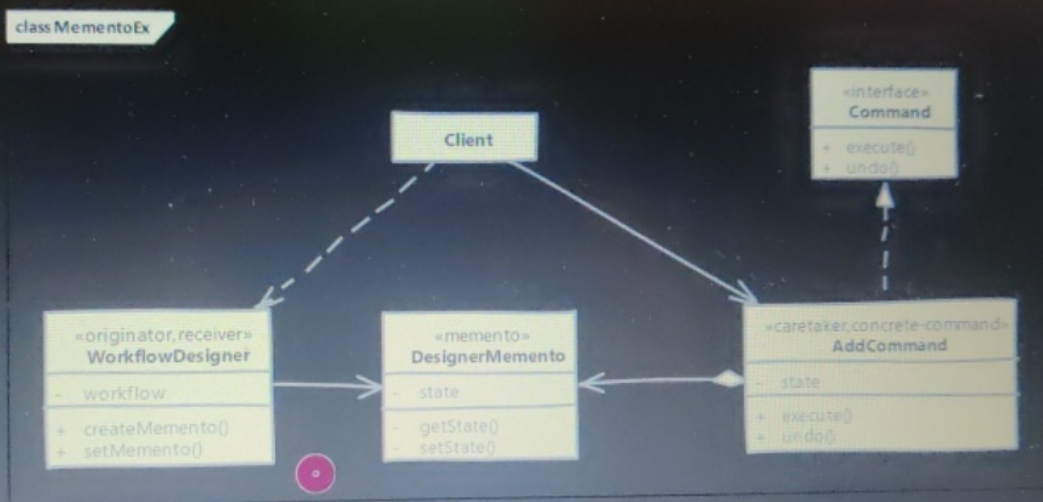 class MementoEx
«interface»
Command
+ execute()
+ undo()
Client
«originator,receiver»
WorkflowDesigner
- workflow
+ createMemento()
+ setMemento()
«memento»
DesignerMemento
- state
- getState()
- setState()
«caretaker,concrete-command»
AddCommand
- state
+ execute()
+ undo()